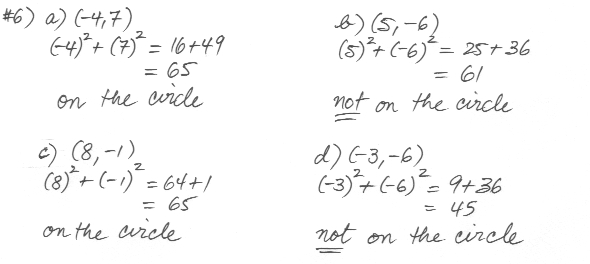 #6) a) (-4,7)
(-4)² + (7)² = 16+49
= 65
on the circle
b) (5,-6)
(5)² + (-6)² = 25+36
= 61
not on the circle
c) (8,-1)
(8)² + (-1)² = 64+1
= 65
on the circle
d) (-3,-6)
(-3)² + (-6)² = 9+36
= 45
not on the circle